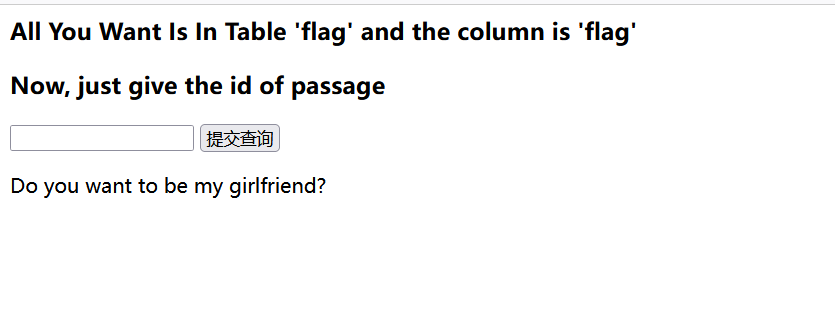 All You Want Is In Table 'flag' and the column is 'flag'
Now, just give the id of passage
提交查询
Do you want to be my girlfriend?